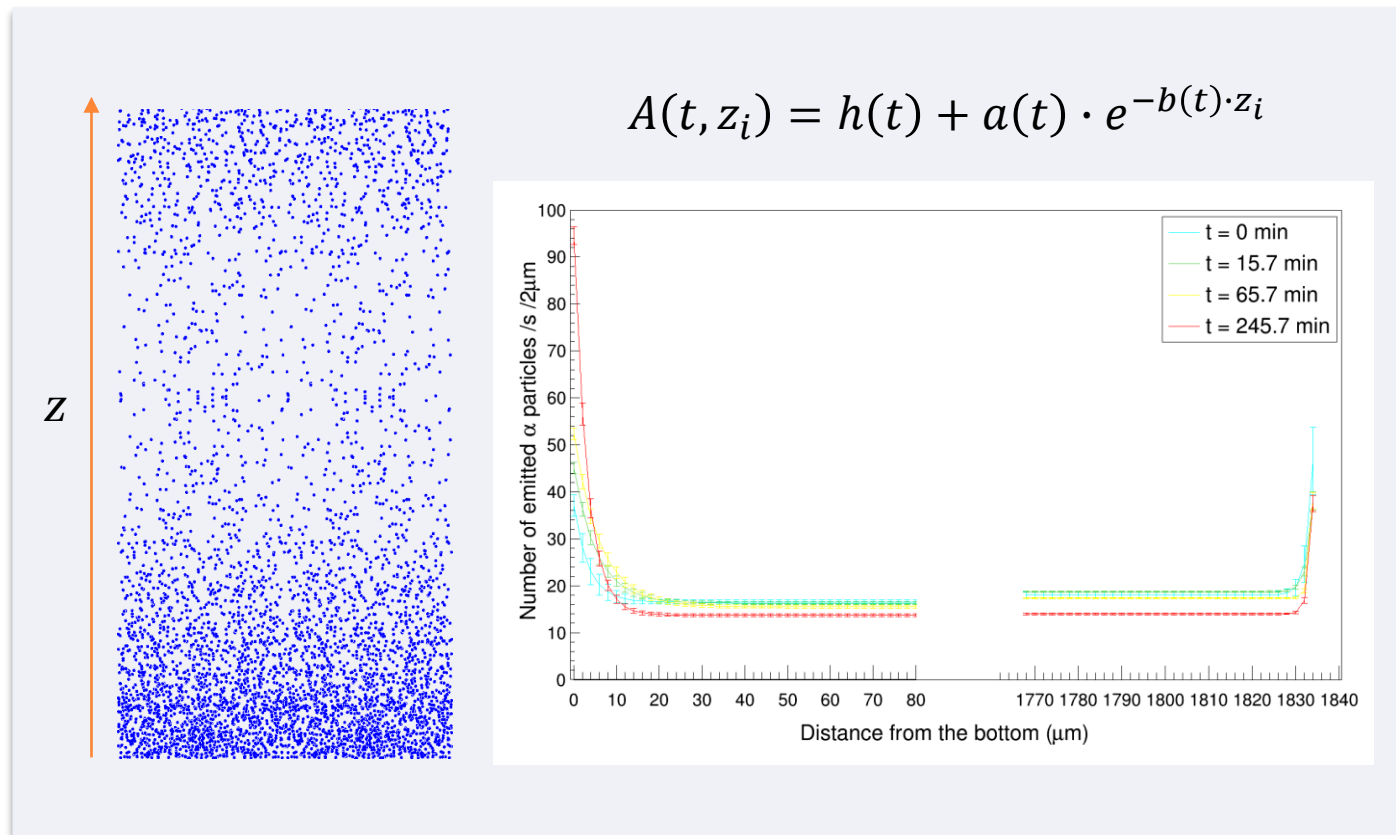 A(t, z_i) = h(t) + a(t) · e^{-b(t)·z_i}
z
Number of emitted α particles /s /2μm
100
90
80
70
60
50
40
30
20
10
0
t = 0 min
t = 15.7 min
t = 65.7 min
t = 245.7 min
0 10 20 30 40 50 60 70 80 1770 1780 1790 1800 1810 1820 1830 1840
Distance from the bottom (μm)